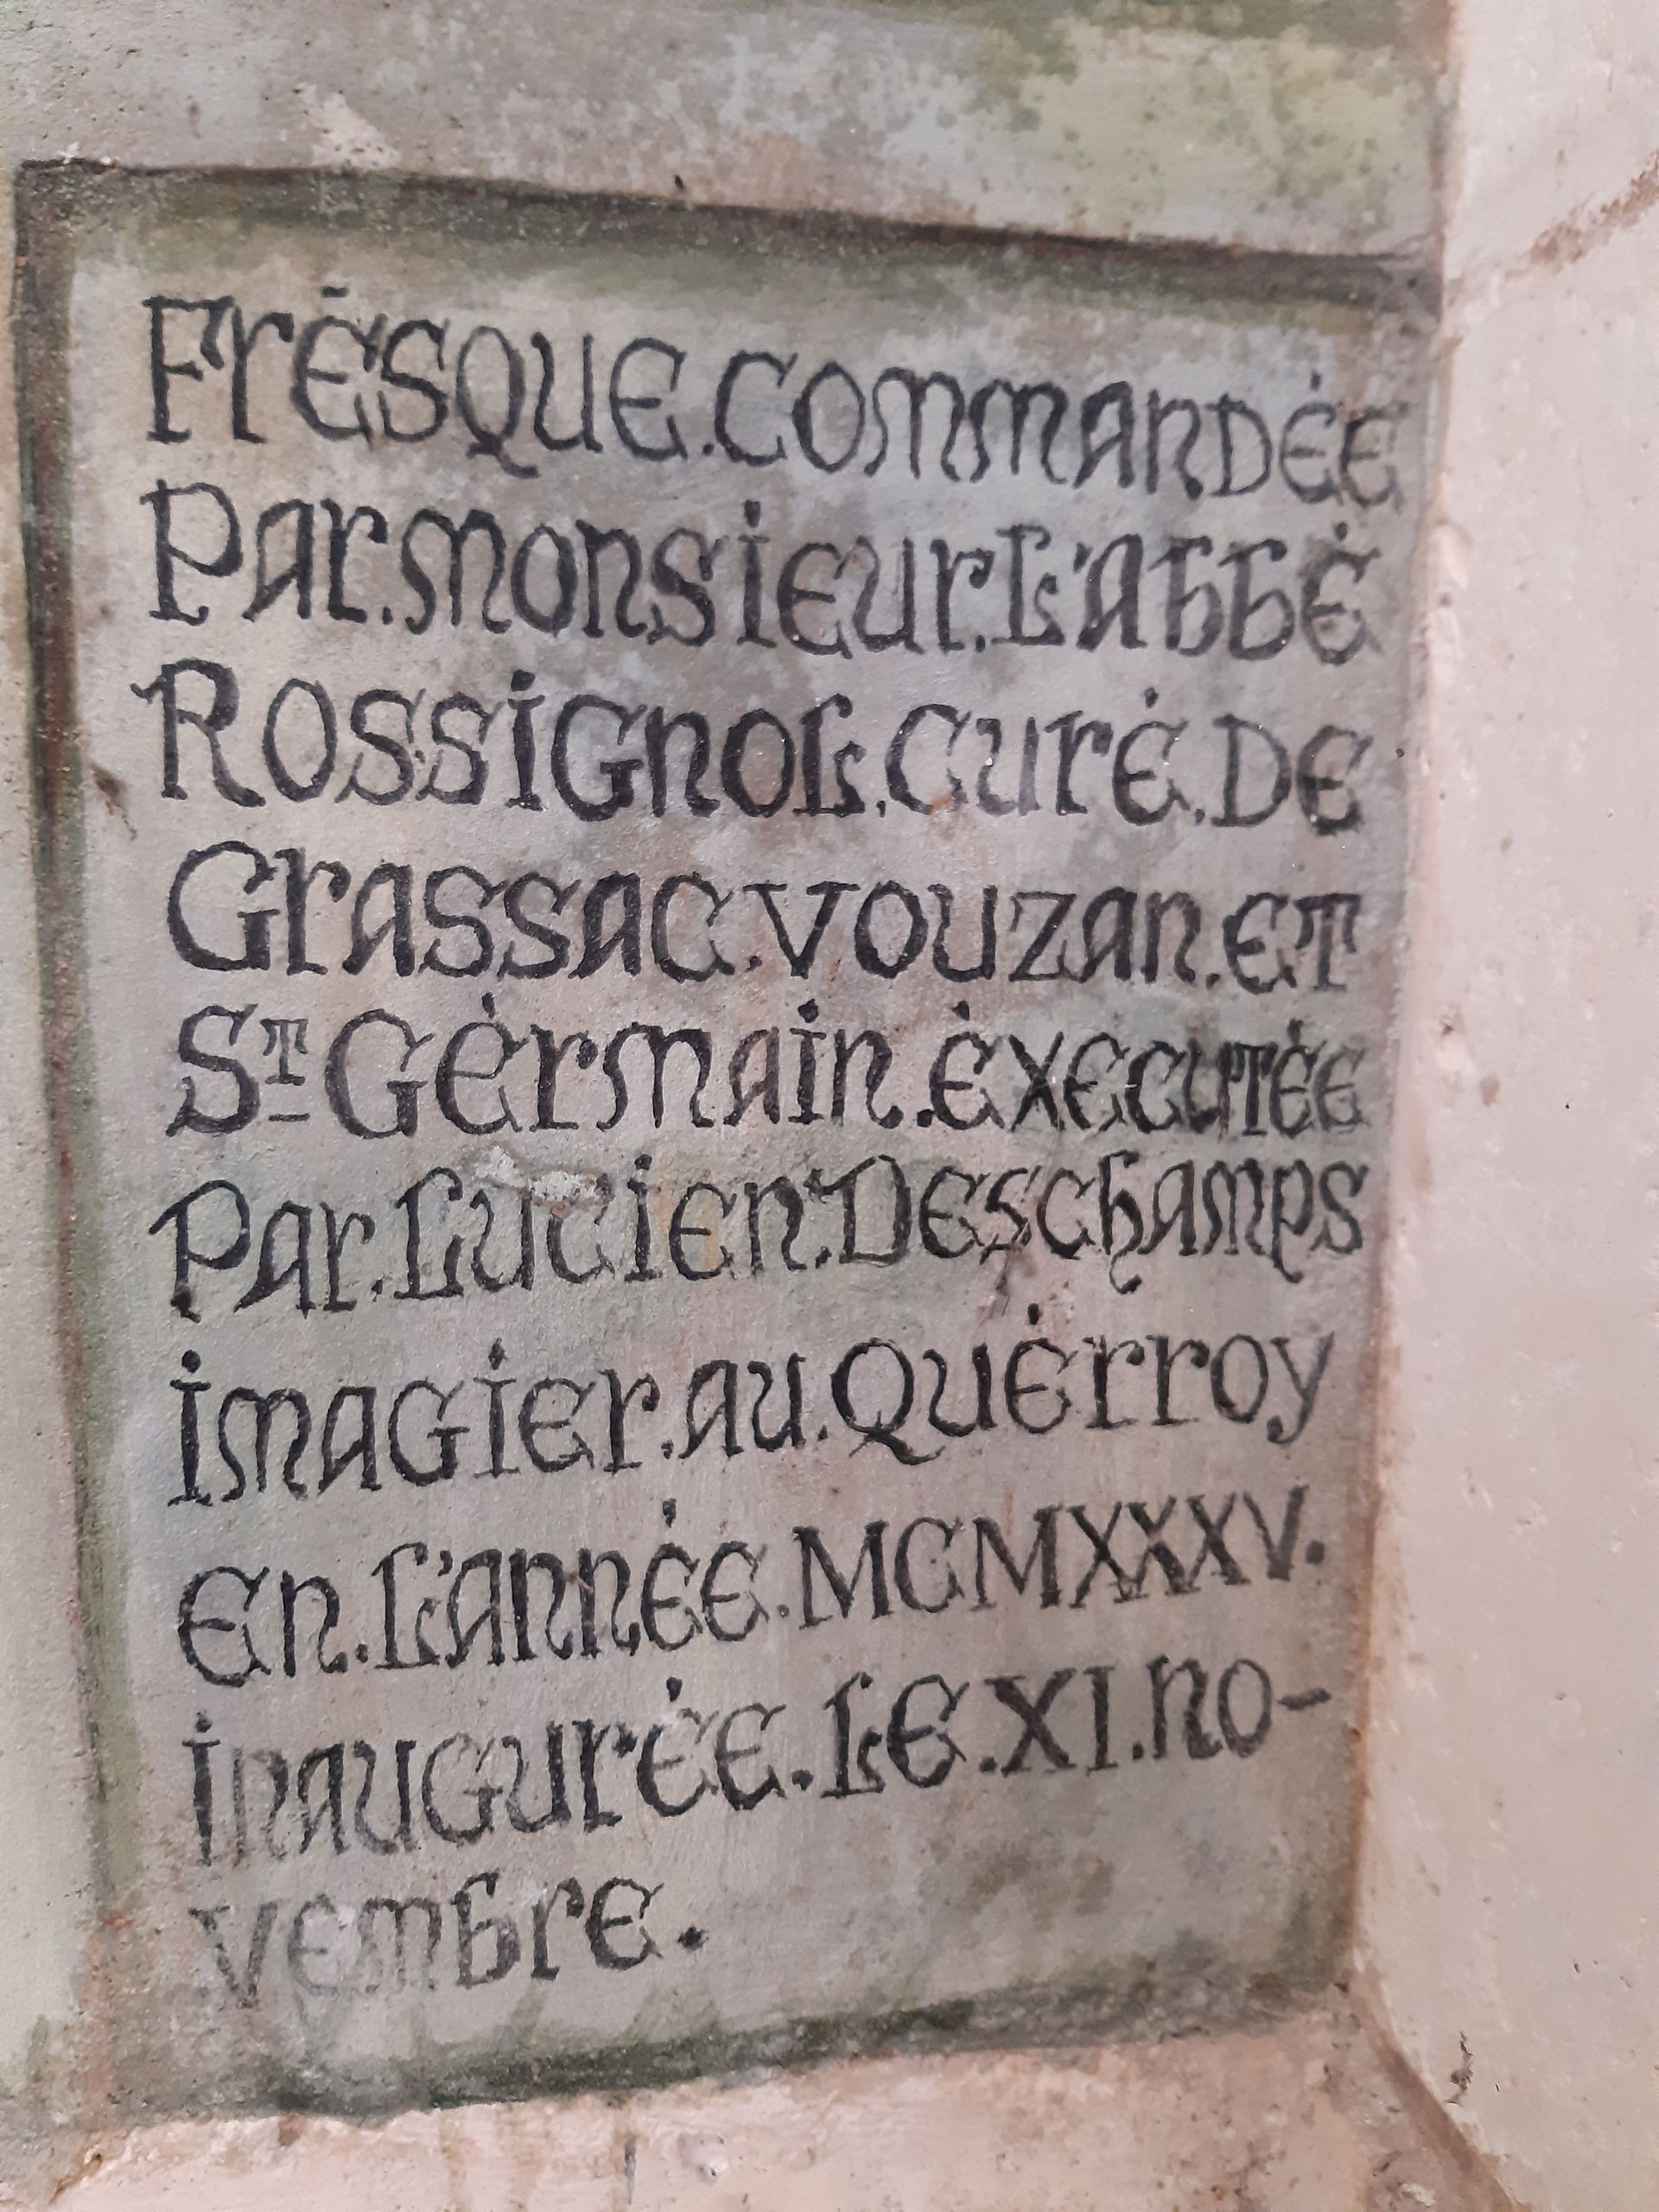 FrÉSQUE.COMMANDÉE
Par.MONSIEUr.L'ABBÉ
ROSSIGNOL.CUrÉ.DE
GrASSAC.VOUZAN.ET
ST GÉrMAIN.ÉXECUTÉE
Par.LUCIEN.DESChAMPS
IMAGIEr.AU.QUÉrrOy
EN.L'ANNÉE.MCMXXXV.
INAUGUrÉE.LE.XI.NO-
VEMbrE.